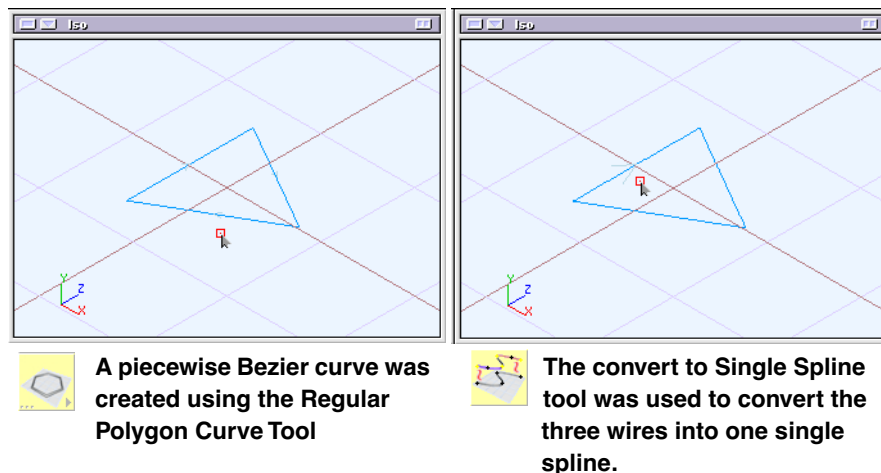 Iso
Iso
Y
Z
X
Y
Z
X
A piecewise Bezier curve was
created using the Regular
Polygon Curve Tool
The convert to Single Spline
tool was used to convert the
three wires into one single
spline.